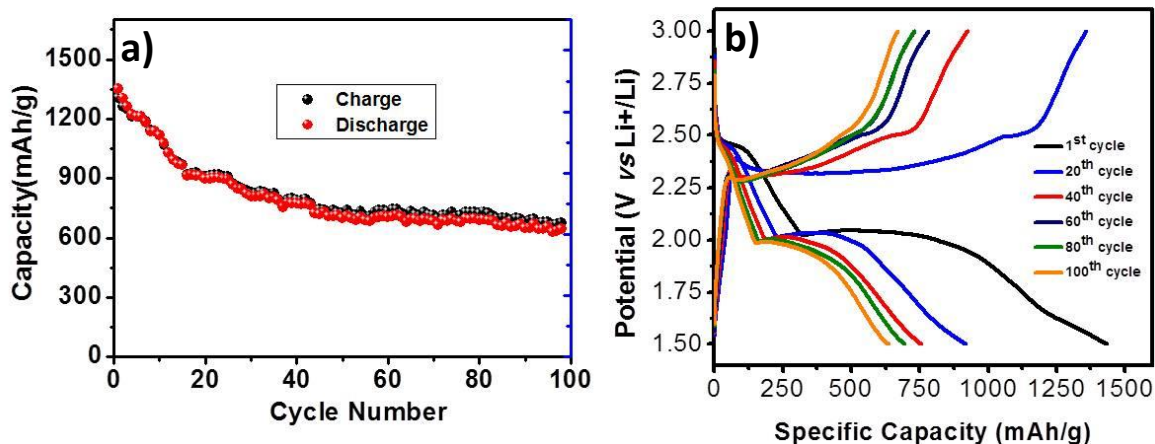 a)
Capacity(mAh/g)
1500
1200
900
600
300
0
Charge
Discharge
0 20 40 60 80 100
Cycle Number
b)
Potential (V vs Li+/Li)
3.00
2.75
2.50
2.25
2.00
1.75
1.50
1st cycle
20th cycle
40th cycle
60th cycle
80th cycle
100th cycle
0 250 500 750 1000 1250 1500
Specific Capacity (mAh/g)